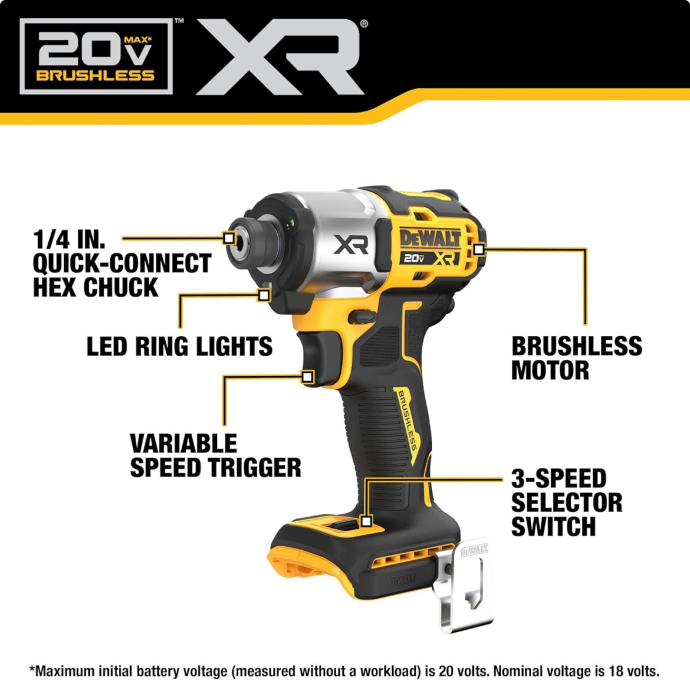 20V MAX* ™
BRUSHLESS
XR®
1/4 IN.
QUICK-CONNECT
HEX CHUCK
LED RING LIGHTS
VARIABLE
SPEED TRIGGER
XR
DEWALT
20V XR
BRUSHLESS
BRUSHLESS
MOTOR
3-SPEED
SELECTOR
SWITCH
DEWALT
DEWALT
*Maximum initial battery voltage (measured without a workload) is 20 volts. Nominal voltage is 18 volts.